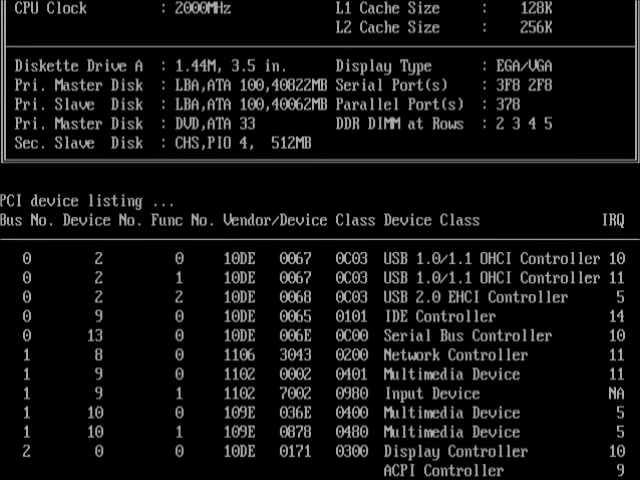 CPU Clock : 2000MHz L1 Cache Size : 128K
L2 Cache Size : 256K
Diskette Drive A : 1.44M, 3.5 in. Display Type : EGA/VGA
Pri. Master Disk : LBA,ATA 100,40822MB Serial Port(s) : 3F8 2F8
Pri. Slave Disk : LBA,ATA 100,40062MB Parallel Port(s) : 378
Pri. Master Disk : DVD,ATA 33 DDR DIMM at Rows : 2 3 4 5
Sec. Slave Disk : CHS,PIO 4, 512MB
PCI device listing ...
Bus No. Device No. Func No. Vendor/Device Class Device Class IRQ
0 2 0 10DE 0067 0C03 USB 1.0/1.1 OHCI Controller 10
0 2 1 10DE 0067 0C03 USB 1.0/1.1 OHCI Controller 11
0 2 2 10DE 0068 0C03 USB 2.0 EHCI Controller 5
0 9 0 10DE 0065 0101 IDE Controller 14
0 13 0 10DE 006E 0C00 Serial Bus Controller 10
1 8 0 1106 3043 0200 Network Controller 11
1 9 0 1102 0002 0401 Multimedia Device 11
1 9 1 1102 7002 0980 Input Device NA
1 10 0 109E 036E 0400 Multimedia Device 5
1 10 1 109E 0878 0480 Multimedia Device 5
2 0 0 10DE 0171 0300 Display Controller 10
ACPI Controller 9